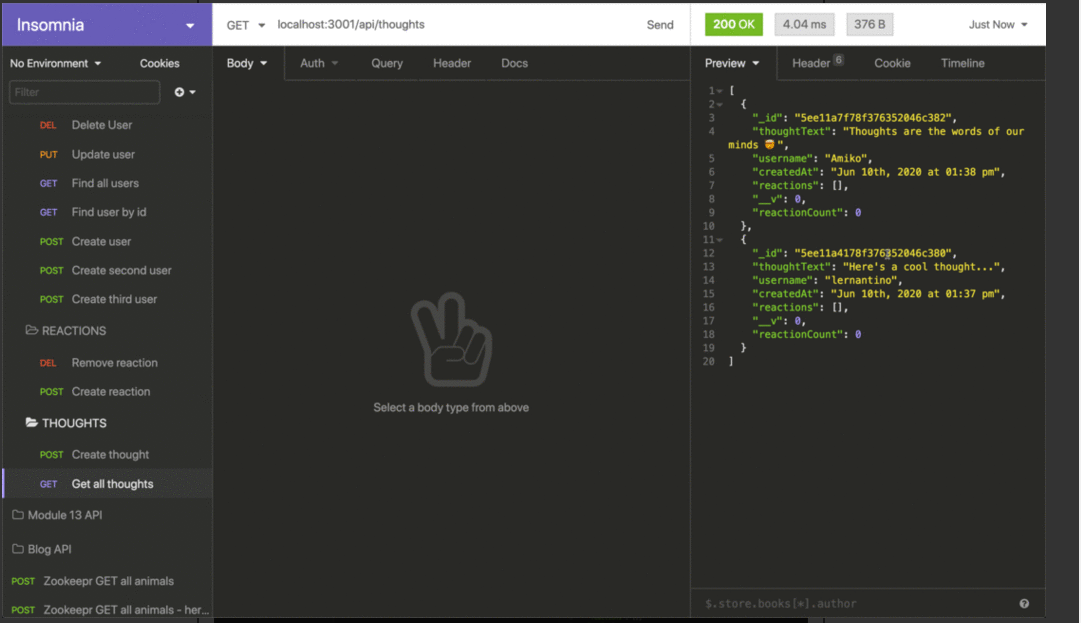 Insomnia
GET localhost:3001/api/thoughts Send
200 OK 4.04 ms 376 B Just Now
No Environment Cookies
Body Auth Query Header Docs
Preview Header 6 Cookie Timeline
Filter
DEL Delete User
PUT Update user
GET Find all users
GET Find user by id
POST Create user
POST Create second user
POST Create third user
REACTIONS
DEL Remove reaction
POST Create reaction
THOUGHTS
POST Create thought
GET Get all thoughts
Module 13 API
Blog API
POST Zookeepr GET all animals
POST Zookeepr GET all animals - her...
Select a body type from above
1 [
2 {
3 "_id": "5ee11a7f78f376352046c382",
4 "thoughtText": "Thoughts are the words of our
minds 🤯",
5 "username": "Amiko",
6 "createdAt": "Jun 10th, 2020 at 01:38 pm",
7 "reactions": [],
8 "__v": 0,
9 "reactionCount": 0
10 },
11 {
12 "_id": "5ee11a4178f376352046c380",
13 "thoughtText": "Here's a cool thought...",
14 "username": "lernantino",
15 "createdAt": "Jun 10th, 2020 at 01:37 pm",
16 "reactions": [],
17 "__v": 0,
18 "reactionCount": 0
19 }
20 ]
$.store.books[*].author